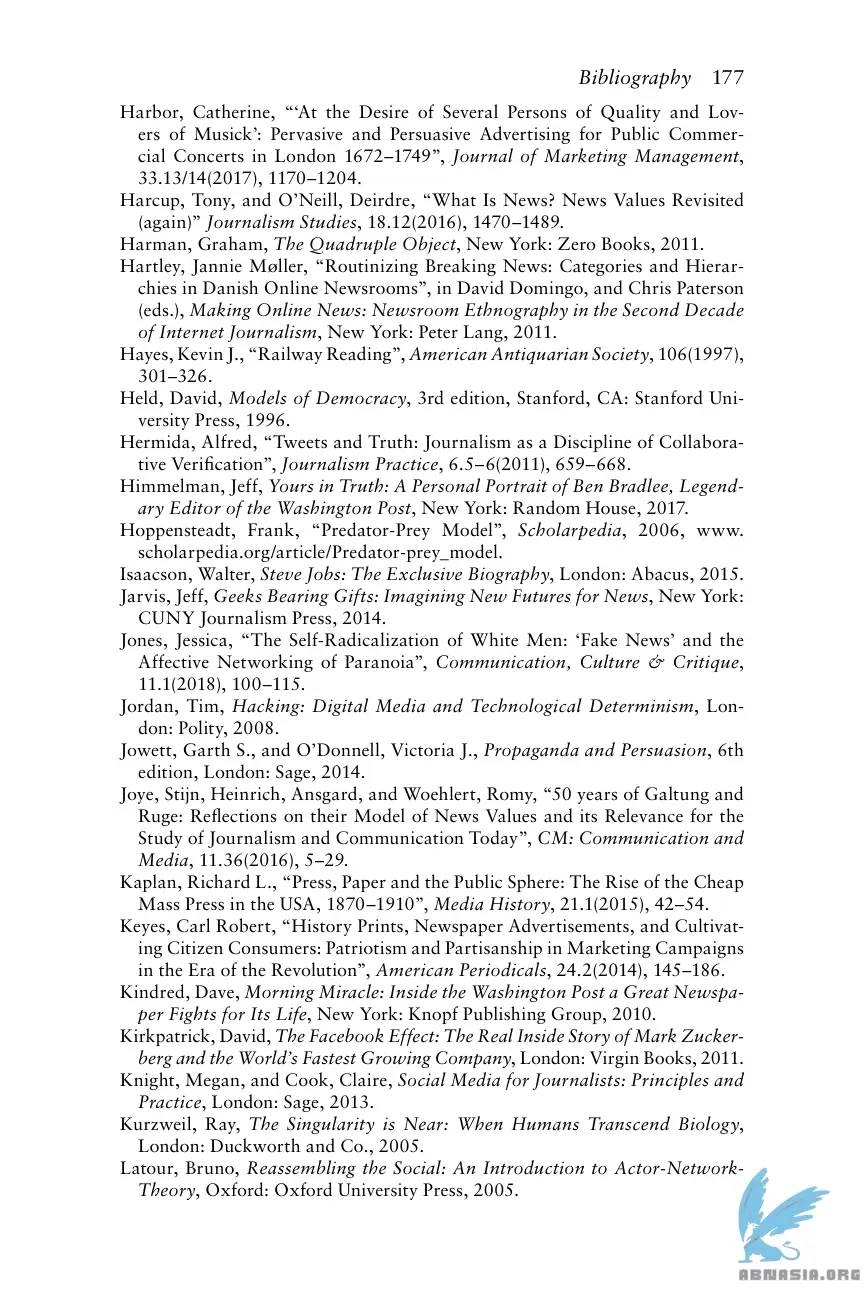 Bibliography 177
Harbor, Catherine, “‘At the Desire of Several Persons of Quality and Lov-
ers of Musick’: Pervasive and Persuasive Advertising for Public Commer-
cial Concerts in London 1672–1749”, Journal of Marketing Management,
33.13/14(2017), 1170–1204.
Harcup, Tony, and O’Neill, Deirdre, “What Is News? News Values Revisited
(again)” Journalism Studies, 18.12(2016), 1470–1489.
Harman, Graham, The Quadruple Object, New York: Zero Books, 2011.
Hartley, Jannie Møller, “Routinizing Breaking News: Categories and Hierar-
chies in Danish Online Newsrooms”, in David Domingo, and Chris Paterson
(eds.), Making Online News: Newsroom Ethnography in the Second Decade
of Internet Journalism, New York: Peter Lang, 2011.
Hayes, Kevin J., “Railway Reading”, American Antiquarian Society, 106(1997),
301–326.
Held, David, Models of Democracy, 3rd edition, Stanford, CA: Stanford Uni-
versity Press, 1996.
Hermida, Alfred, “Tweets and Truth: Journalism as a Discipline of Collabora-
tive Verification”, Journalism Practice, 6.5–6(2011), 659–668.
Himmelman, Jeff, Yours in Truth: A Personal Portrait of Ben Bradlee, Legend-
ary Editor of the Washington Post, New York: Random House, 2017.
Hoppensteadt, Frank, “Predator-Prey Model”, Scholarpedia, 2006, www.
scholarpedia.org/article/Predator-prey_model.
Isaacson, Walter, Steve Jobs: The Exclusive Biography, London: Abacus, 2015.
Jarvis, Jeff, Geeks Bearing Gifts: Imagining New Futures for News, New York:
CUNY Journalism Press, 2014.
Jones, Jessica, “The Self-Radicalization of White Men: ‘Fake News’ and the
Affective Networking of Paranoia”, Communication, Culture & Critique,
11.1(2018), 100–115.
Jordan, Tim, Hacking: Digital Media and Technological Determinism, Lon-
don: Polity, 2008.
Jowett, Garth S., and O’Donnell, Victoria J., Propaganda and Persuasion, 6th
edition, London: Sage, 2014.
Joye, Stijn, Heinrich, Ansgard, and Woehlert, Romy, “50 years of Galtung and
Ruge: Reflections on their Model of News Values and its Relevance for the
Study of Journalism and Communication Today”, CM: Communication and
Media, 11.36(2016), 5–29.
Kaplan, Richard L., “Press, Paper and the Public Sphere: The Rise of the Cheap
Mass Press in the USA, 1870–1910”, Media History, 21.1(2015), 42–54.
Keyes, Carl Robert, “History Prints, Newspaper Advertisements, and Cultivat-
ing Citizen Consumers: Patriotism and Partisanship in Marketing Campaigns
in the Era of the Revolution”, American Periodicals, 24.2(2014), 145–186.
Kindred, Dave, Morning Miracle: Inside the Washington Post a Great Newspa-
per Fights for Its Life, New York: Knopf Publishing Group, 2010.
Kirkpatrick, David, The Facebook Effect: The Real Inside Story of Mark Zucker-
berg and the World’s Fastest Growing Company, London: Virgin Books, 2011.
Knight, Megan, and Cook, Claire, Social Media for Journalists: Principles and
Practice, London: Sage, 2013.
Kurzweil, Ray, The Singularity is Near: When Humans Transcend Biology,
London: Duckworth and Co., 2005.
Latour, Bruno, Reassembling the Social: An Introduction to Actor-Network-
Theory, Oxford: Oxford University Press, 2005.
ABNASIA.ORG